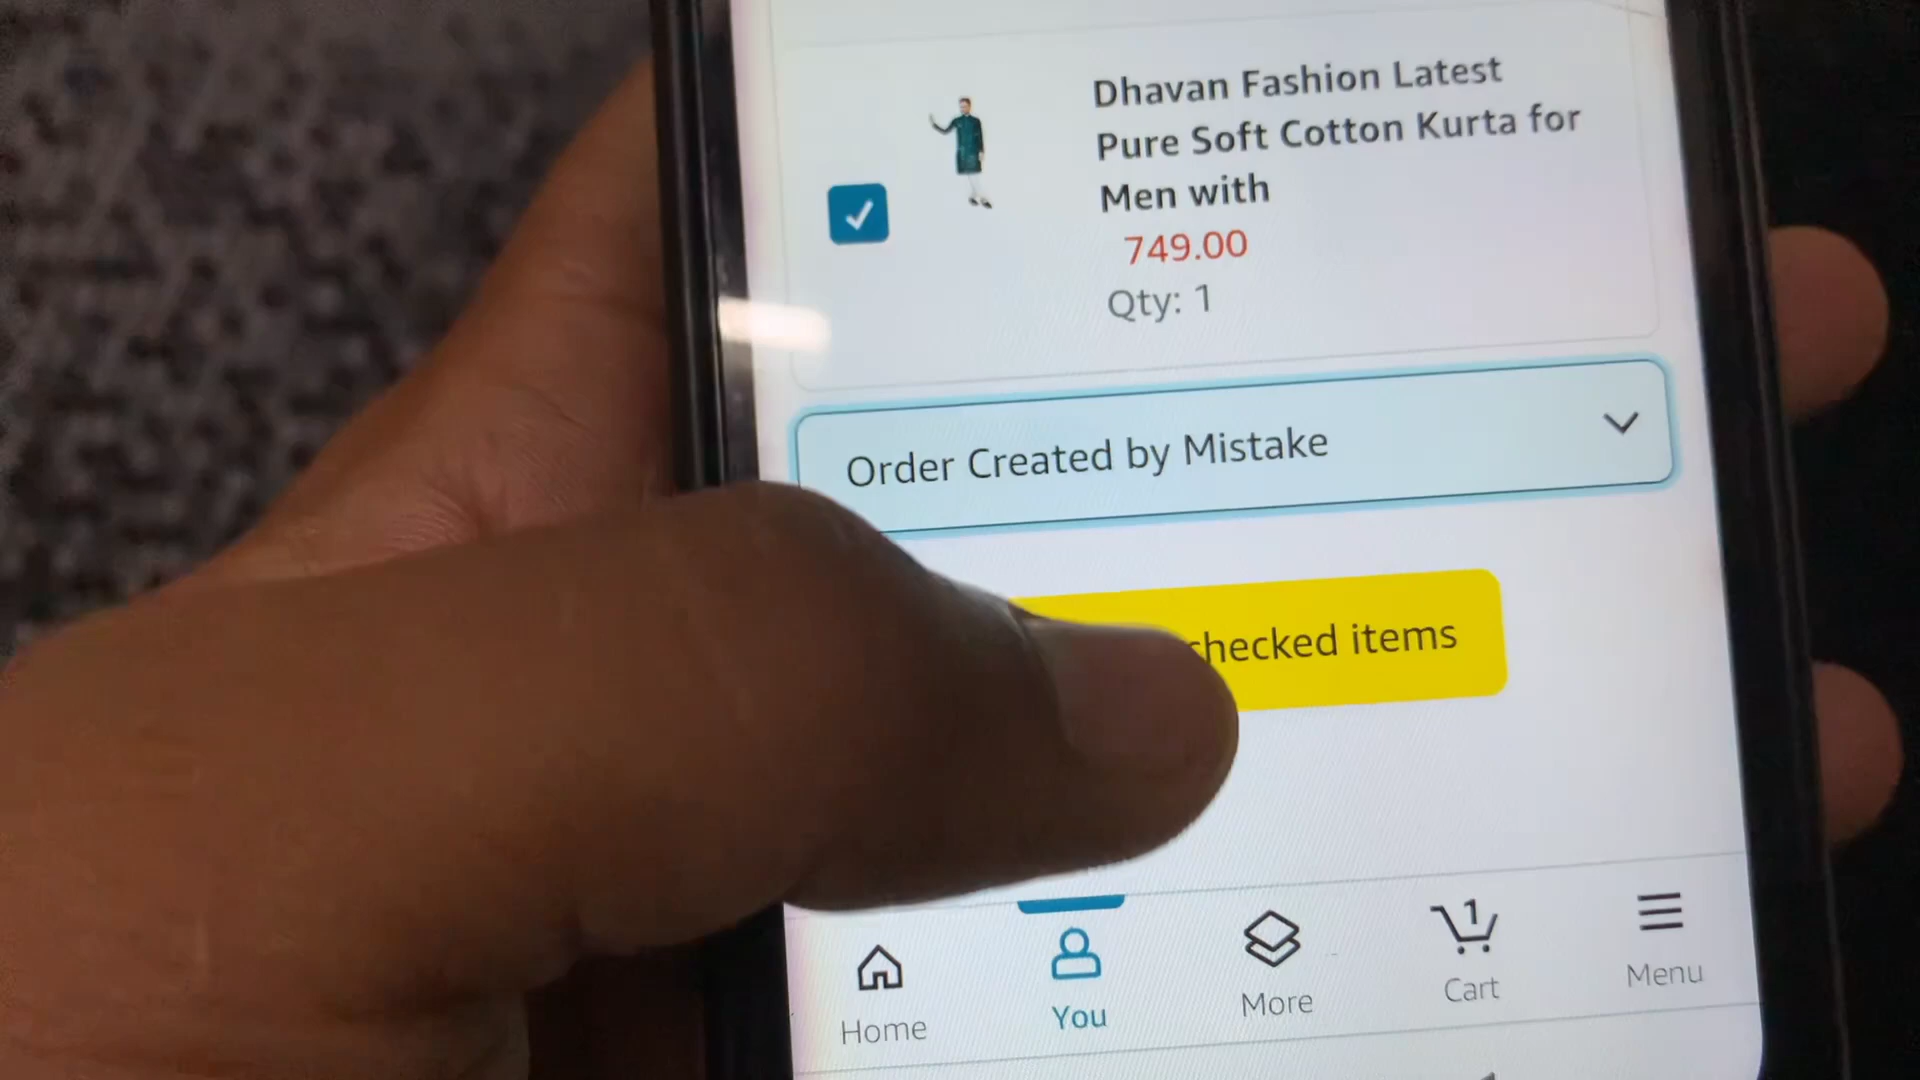 Dhavan Fashion Latest
Pure Soft Cotton Kurta for
Men with
749.00
Qty: 1
Order Created by Mistake
checked items
1
Home
You
More
Cart
Menu